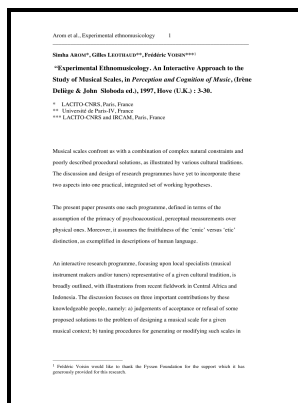 Arom et al., Experimental ethnomusicology 1
Simha AROM*, Gilles LEOTHAUD**, Frédéric VOISIN***¹
"Experimental Ethnomusicology. An Interactive Approach to the
Study of Musical Scales, in Perception and Cognition of Music, (Irène
Deliège & John Sloboda ed.), 1997, Hove (U.K.) : 3-30.
* LACITO-CNRS, Paris, France
** Université de Paris-IV, France
*** LACITO-CNRS and IRCAM, Paris, France
Musical scales confront us with a combination of complex natural constraints and
poorly described procedural solutions, as illustrated by various cultural traditions.
The discussion and design of research programmes have yet to incorporate these
two aspects into one practical, integrated set of working hypotheses.
The present paper presents one such programme, defined in terms of the
assumption of the primacy of psychoacoustical, perceptual measurements over
physical ones. Moreover, it assumes the fruitfulness of the 'emic' versus 'etic'
distinction, as exemplified in descriptions of human language.
An interactive research programme, focusing upon local specialists (musical
instrument makers and/or tuners) representative of a given cultural tradition, is
broadly outlined, with illustrations from recent fieldwork in Central Africa and
Indonesia. The discussion focuses on three important contributions by these
knowledgeable people, namely: a) judgements of acceptance or refusal of some
proposed solutions to the problem of designing a musical scale for a given
musical context; b) tuning procedures for generating or modifying such scales in
¹ Frédéric Voisin would like to thank the Fyssen Foundation for the support which it has
generously provided for this research.